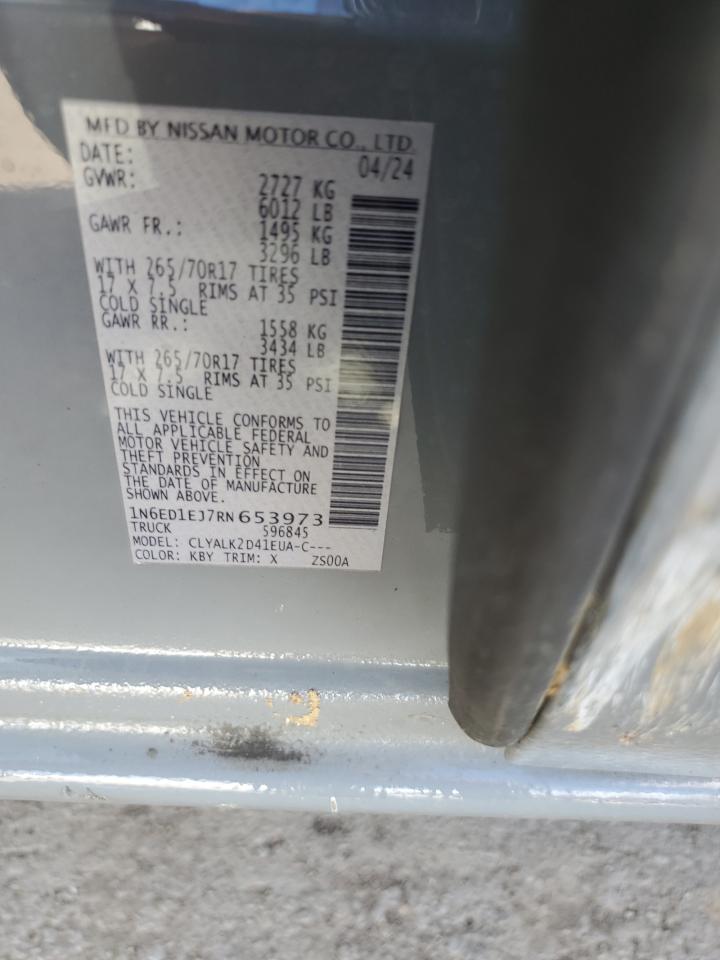 MFD BY NISSAN MOTOR CO., LTD.
DATE: 04/24
GVWR: 2727 KG
6012 LB
GAWR FR.: 1495 KG
3296 LB
WITH 265/70R17 TIRES
17 X 7.5 RIMS AT 35 PSI
COLD SINGLE
GAWR RR.: 1558 KG
3434 LB
WITH 265/70R17 TIRES
17 X 7.5 RIMS AT 35 PSI
COLD SINGLE
THIS VEHICLE CONFORMS TO
ALL APPLICABLE FEDERAL
MOTOR VEHICLE SAFETY AND
THEFT PREVENTION
STANDARDS IN EFFECT ON
THE DATE OF MANUFACTURE
SHOWN ABOVE.
1N6ED1EJ7RN653973
TRUCK 596845
MODEL: CLYALK2D41EUA-C---
COLOR: KBY TRIM: X ZS00A